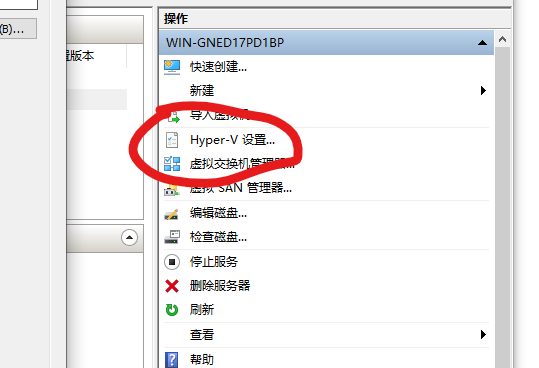 (B)...
版本
操作
WIN-GNED17PD1BP
快速创建...
新建
导入虚拟机
Hyper-V 设置...
虚拟交换机管理器...
虚拟 SAN 管理器...
编辑磁盘...
检查磁盘...
停止服务
删除服务器
刷新
查看
帮助